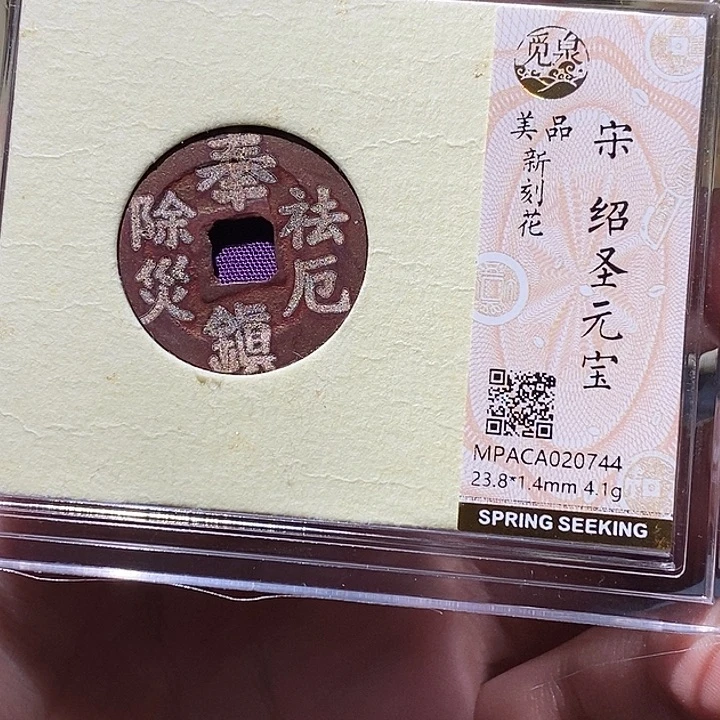 奉
鎮
祛厄
除災
觅泉
美品
新刻花
宋 绍圣元宝
MPACA020744
23.8*1.4mm 4.1g
SPRING SEEKING